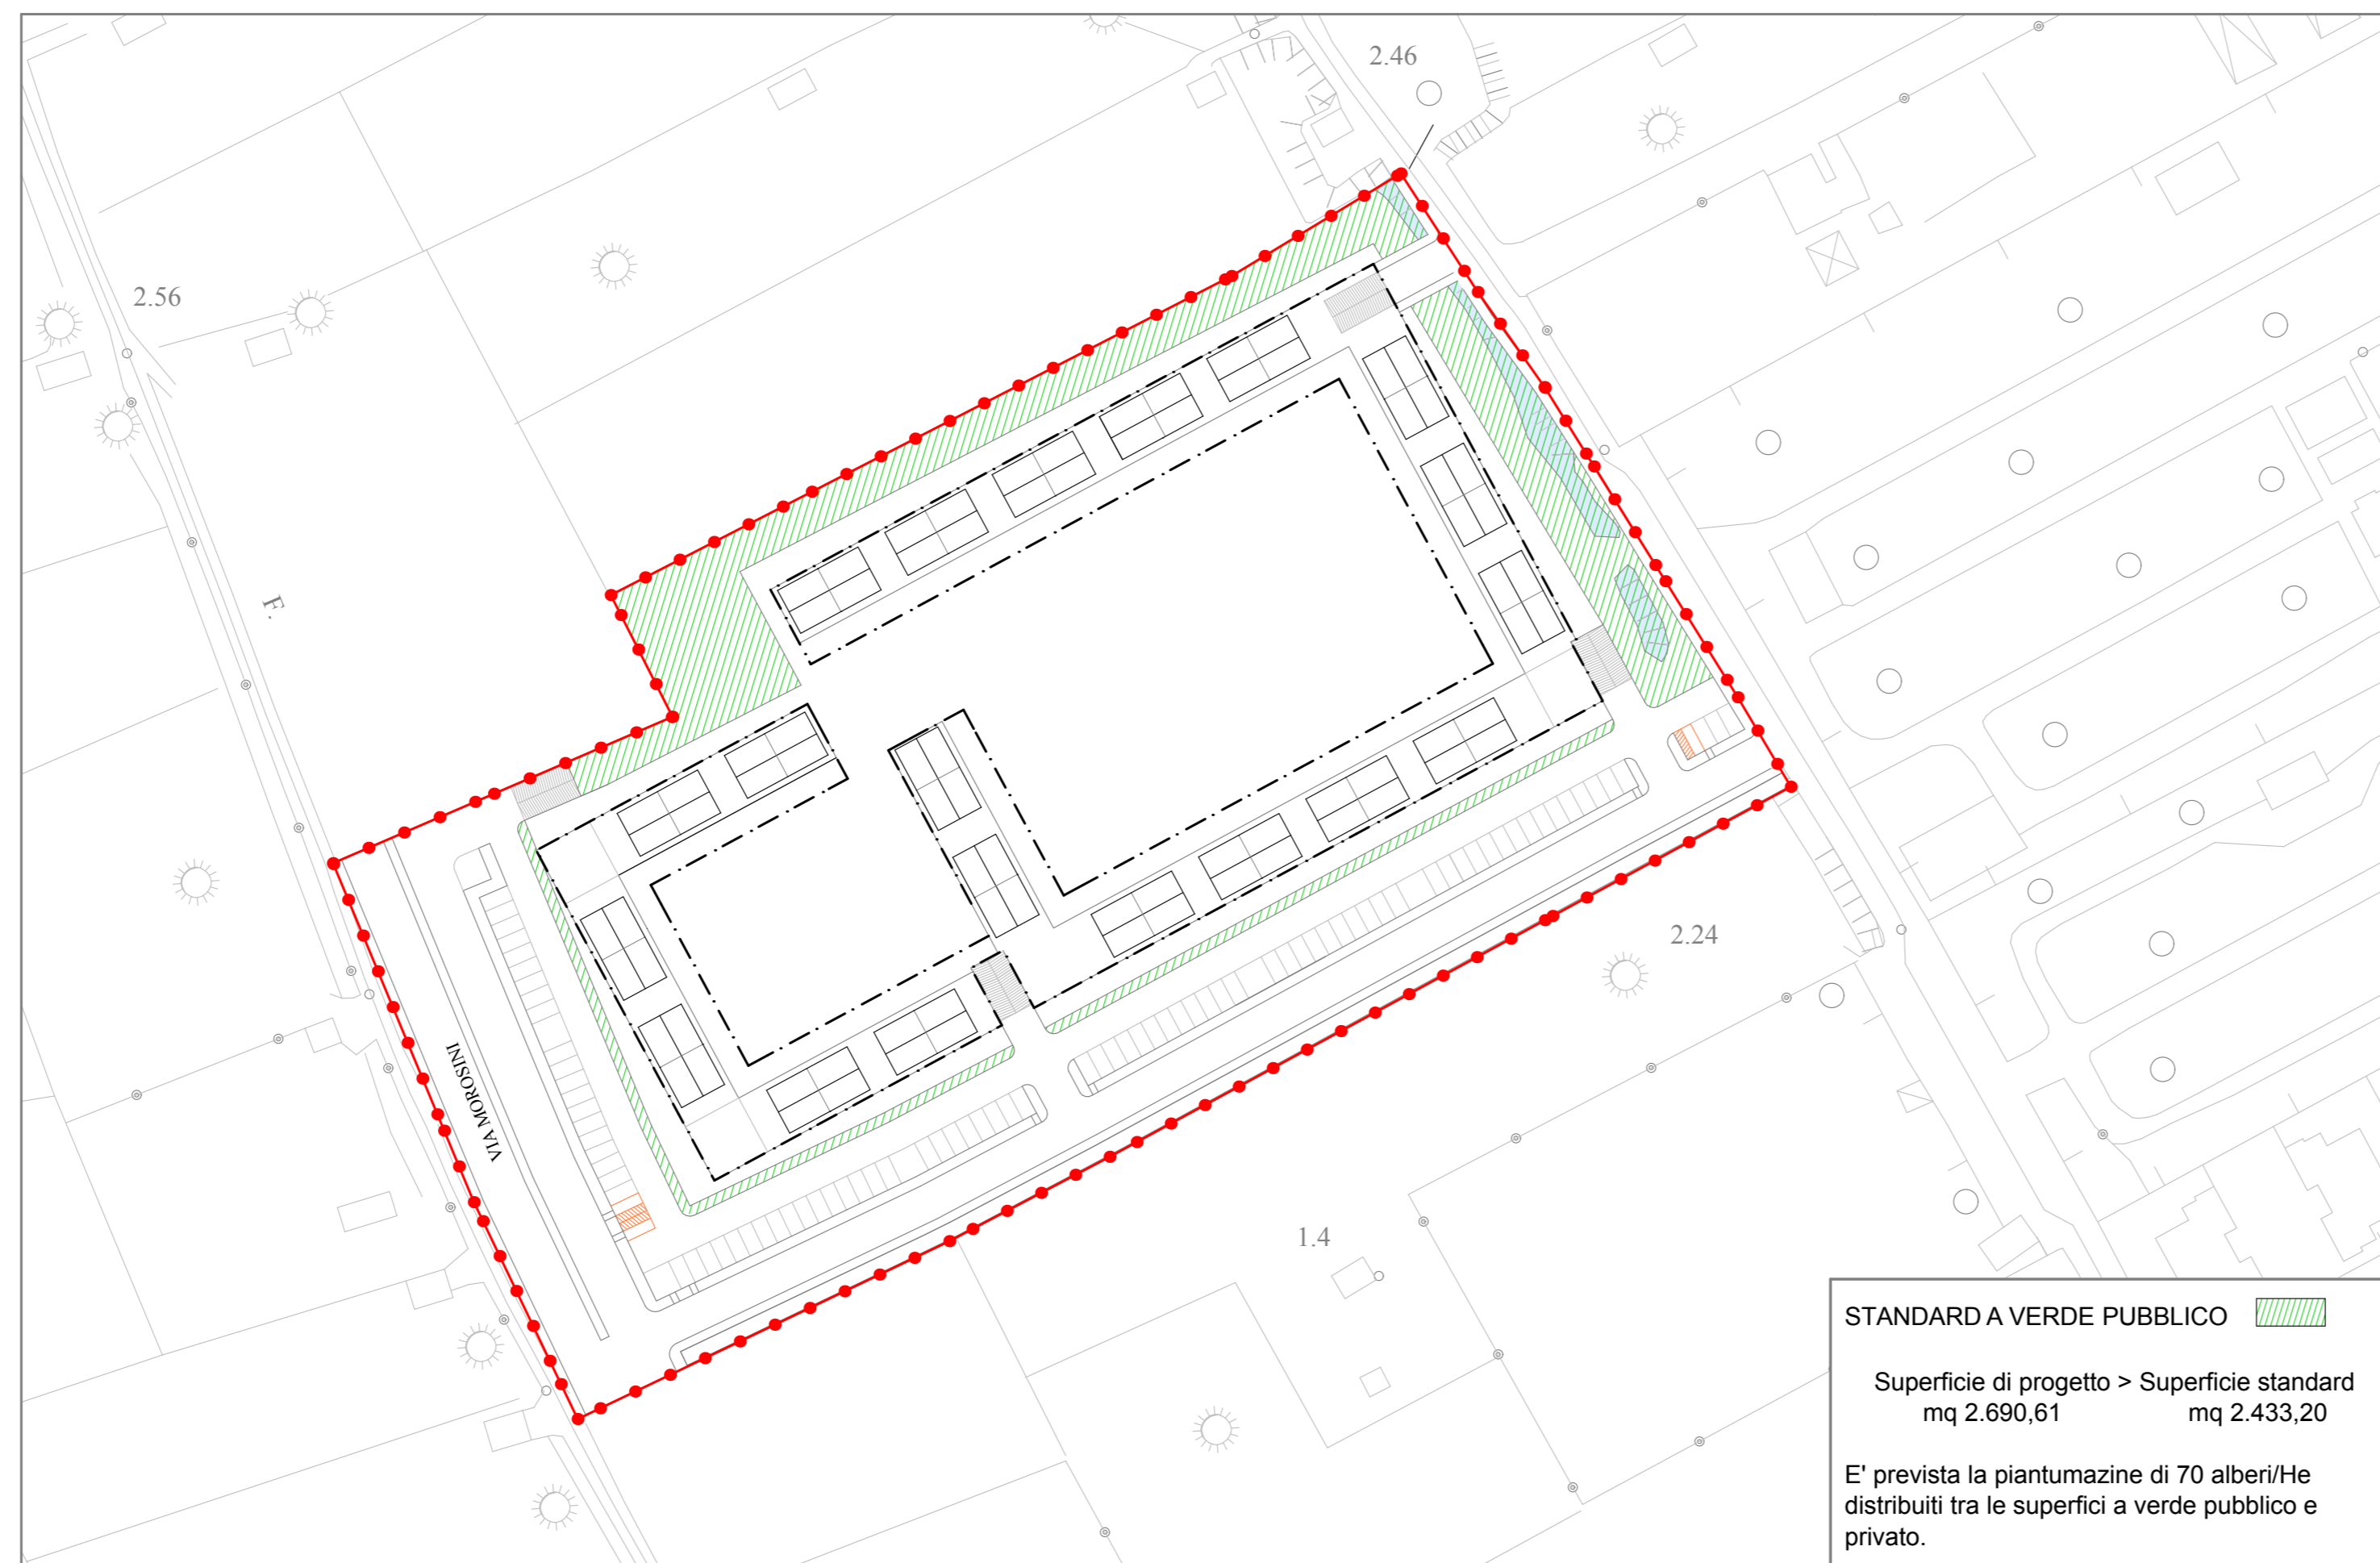 2.46
2.56
F.
2.24
VIA MOROSINI
1.4
STANDARD A VERDE PUBBLICO
Superficie di progetto > Superficie standard
mq 2.690,61 mq 2.433,20
E' prevista la piantumazine di 70 alberi/He
distribuiti tra le superfici a verde pubblico e
privato.